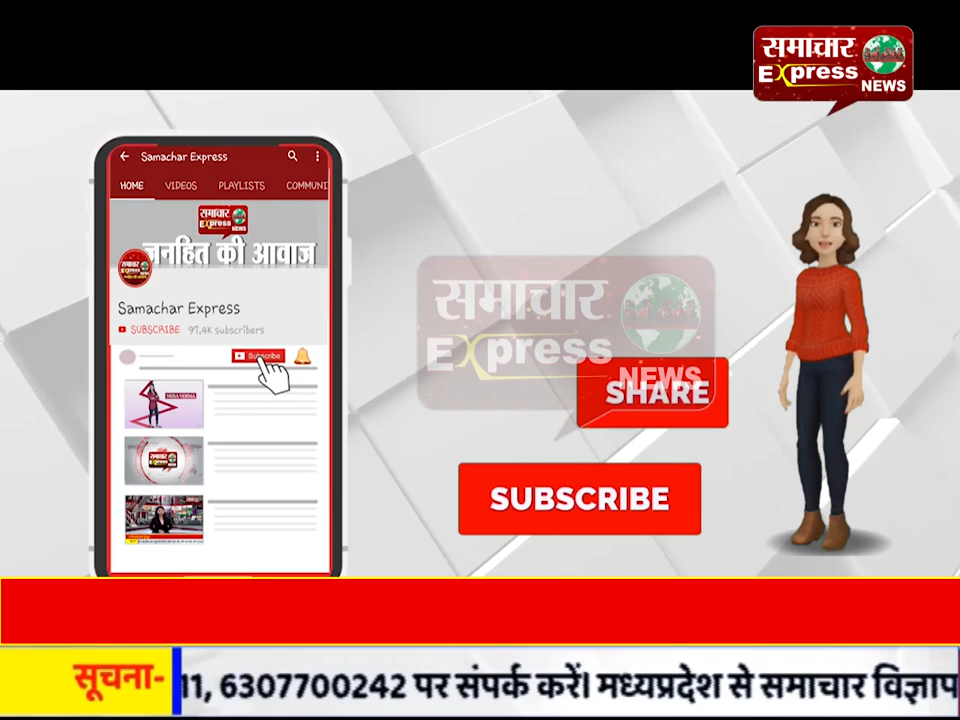 समाचार
Express
NEWS
Samachar Express
HOME VIDEOS PLAYLISTS COMMUNI
समाचार
Express
NEWS
जनहित की आवाज
Samachar Express
SUBSCRIBE 97.4K subscribers
Subscribe
समाचार
Express
NEWS
SHARE
SUBSCRIBE
सूचना- 11, 6307700242 पर संपर्क करें। मध्यप्रदेश से समाचार विज्ञाप